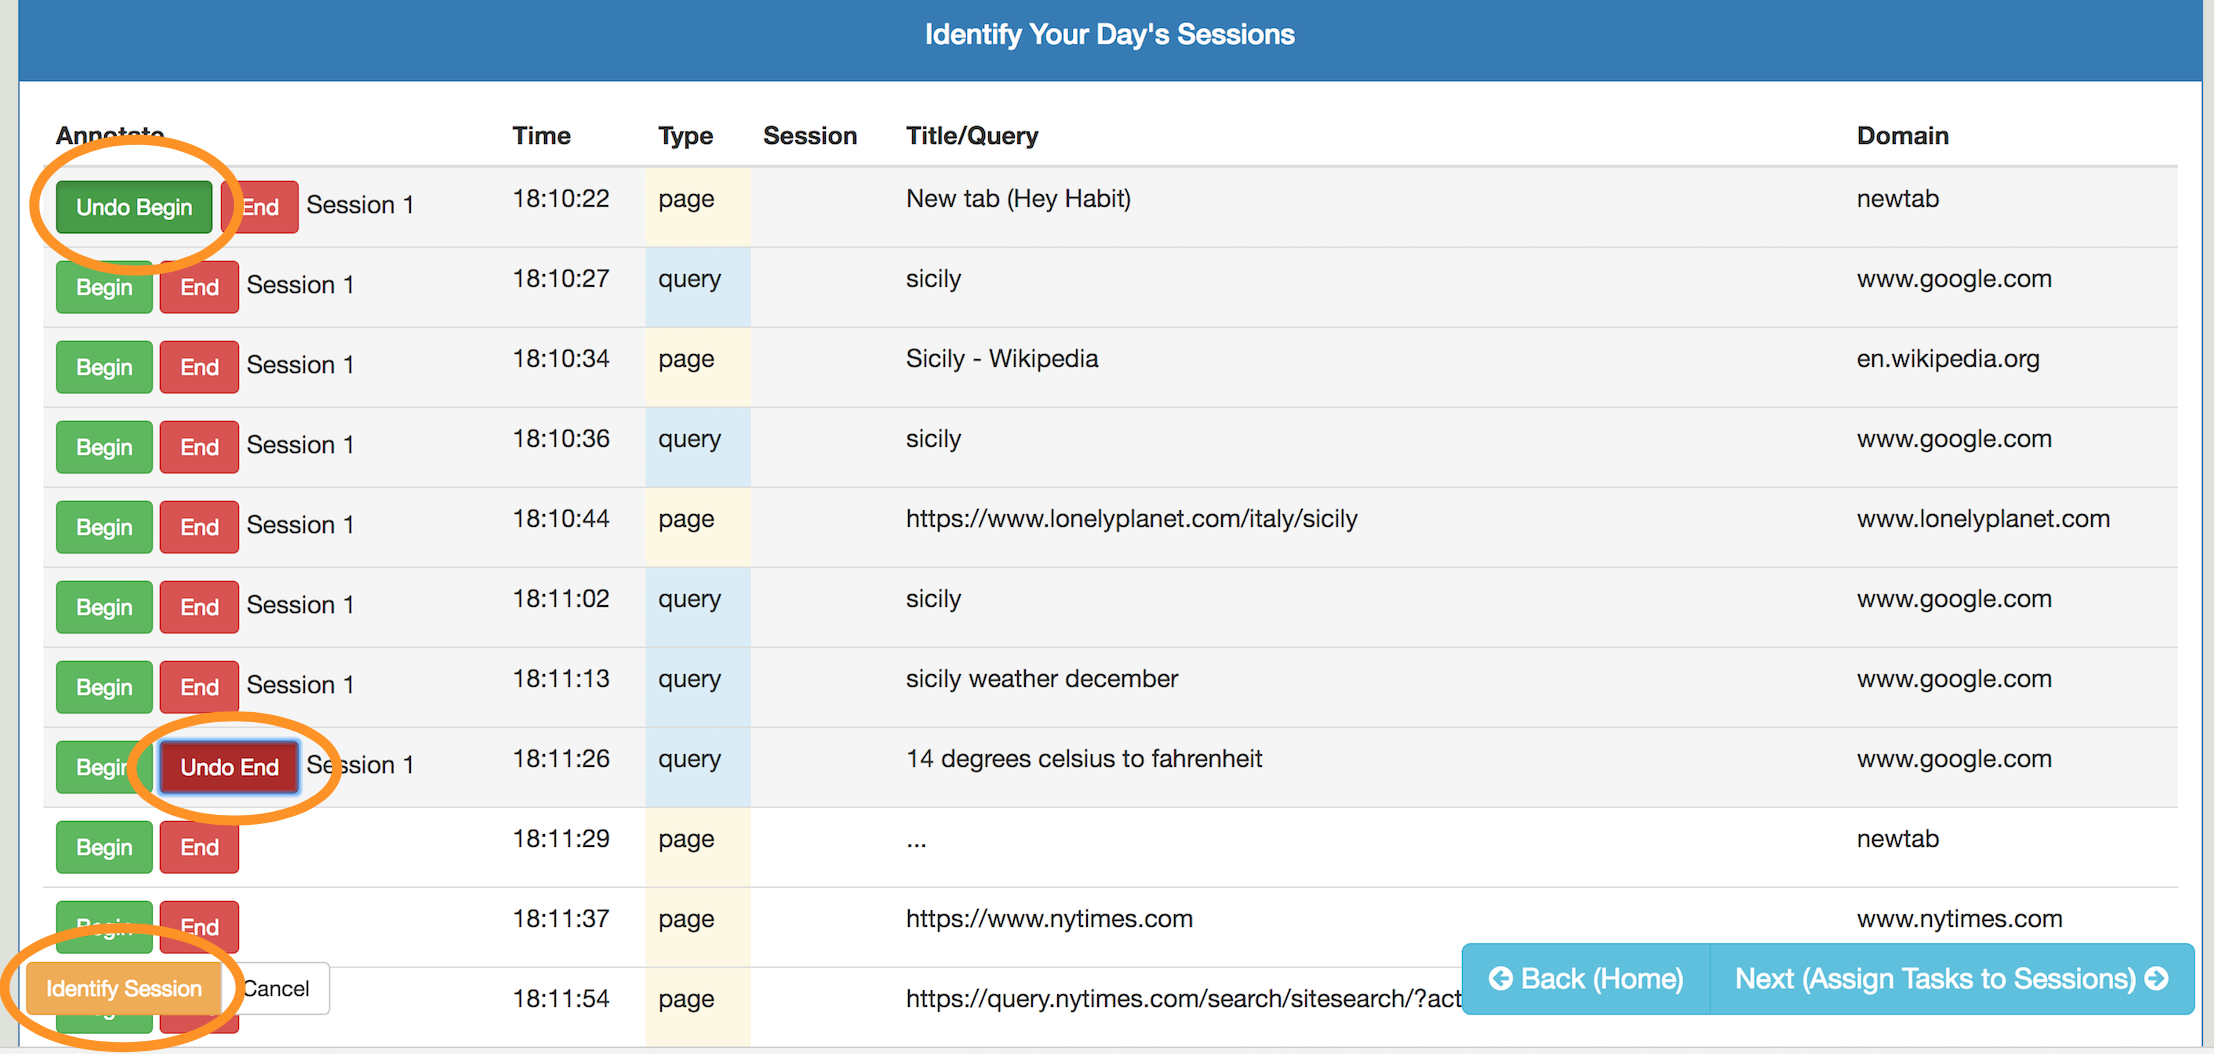 Identify Your Day's Sessions
Annotate Time Type Session Title/Query Domain
Undo Begin End Session 1 18:10:22 page New tab (Hey Habit) newtab
Begin End Session 1 18:10:27 query sicily www.google.com
Begin End Session 1 18:10:34 page Sicily - Wikipedia en.wikipedia.org
Begin End Session 1 18:10:36 query sicily www.google.com
Begin End Session 1 18:10:44 page https://www.lonelyplanet.com/italy/sicily www.lonelyplanet.com
Begin End Session 1 18:11:02 query sicily www.google.com
Begin End Session 1 18:11:13 query sicily weather december www.google.com
Begin Undo End Session 1 18:11:26 query 14 degrees celsius to fahrenheit www.google.com
Begin End 18:11:29 page ... newtab
Begin End 18:11:37 page https://www.nytimes.com www.nytimes.com
18:11:54 page https://query.nytimes.com/search/sitesearch/?act
Identify Session Cancel Back (Home) Next (Assign Tasks to Sessions)